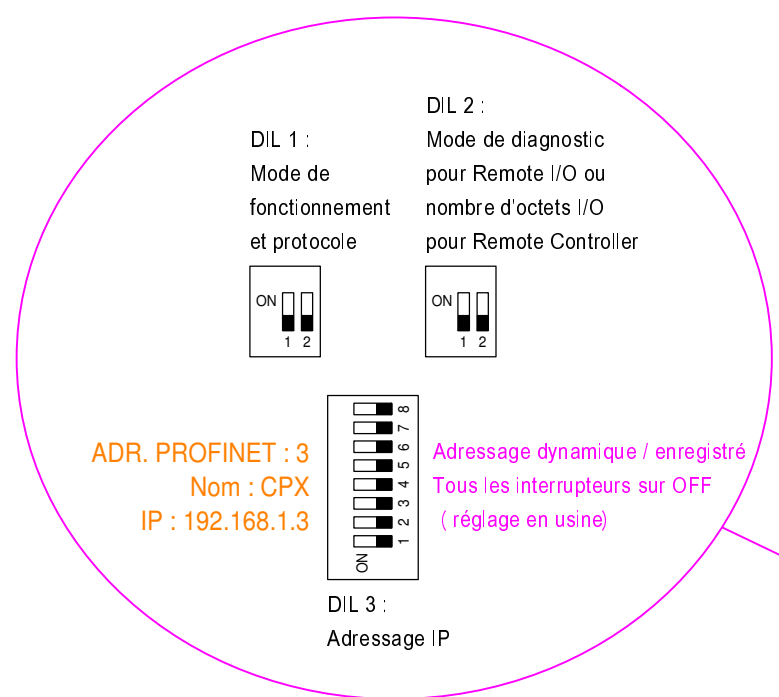 DIL 1 :
Mode de
fonctionnement
et protocole
ON
1 2
DIL 2 :
Mode de diagnostic
pour Remote I/O ou
nombre d'octets I/O
pour Remote Controller
ON
1 2
ADR. PROFINET : 3
Nom : CPX
IP : 192.168.1.3
8
7
6
5
4
3
2
1
ON
Adressage dynamique / enregistré
Tous les interrupteurs sur OFF
( réglage en usine)
DIL 3 :
Adressage IP